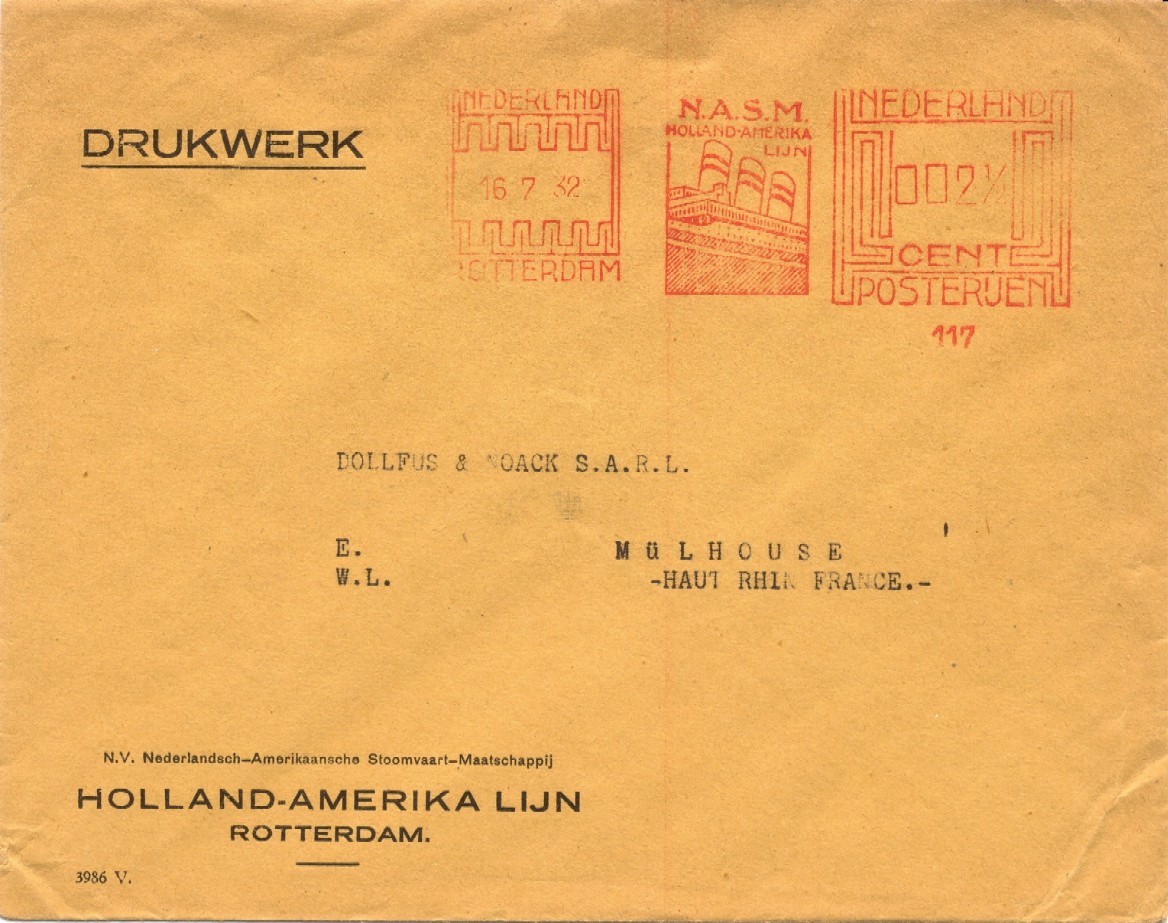 DRUKWERK
NEDERLAND
16 7 32
ROTTERDAM
N.A.S.M.
HOLLAND-AMERIKA
LIJN
NEDERLAND
002½
CENT
POSTERIJEN
117
DOLLFUS & NOACK S.A.R.L.
E. MüLHOUSE
W.L. -HAUT RHIN FRANCE.-
N.V. Nederlandsch-Amerikaansche Stoomvaart-Maatschappij
HOLLAND-AMERIKA LIJN
ROTTERDAM.
3986 V.